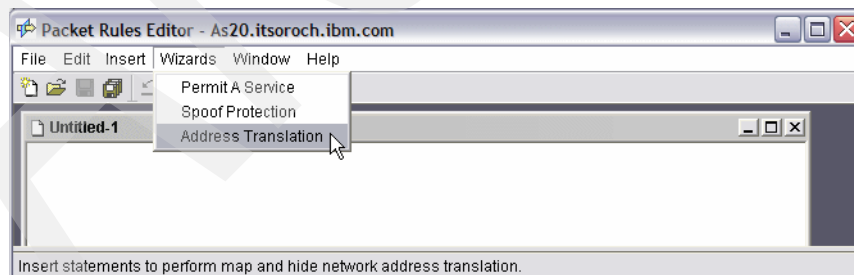 Packet Rules Editor - As20.itsoroch.ibm.com
File Edit Insert Wizards Window Help
Permit A Service
Spoof Protection
Untitled-1
Address Translation
Insert statements to perform map and hide network address translation.